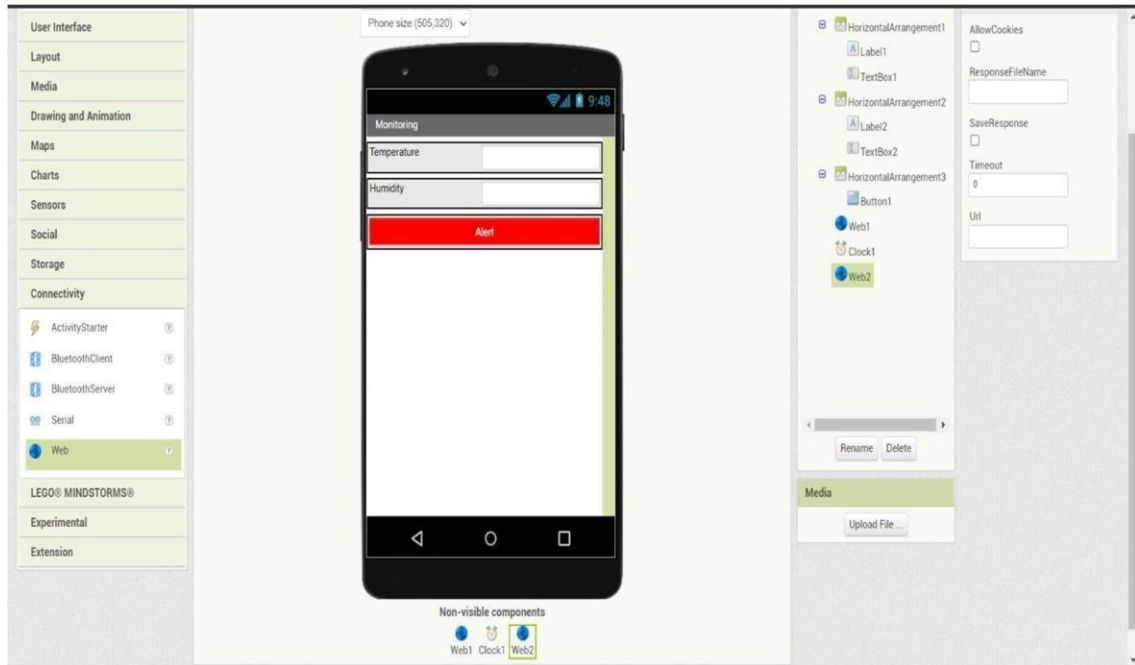 User Interface
Layout
Media
Drawing and Animation
Maps
Charts
Sensors
Social
Storage
Connectivity
ActivityStarter ?
BluetoothClient ?
BluetoothServer ?
Serial ?
Web ?
LEGO® MINDSTORMS®
Experimental
Extension
Phone size (505,320)
9:48
Monitoring
Temperature
Humidity
Alert
Non-visible components
Web1 Clock1 Web2
HorizontalArrangement1
A Label1
TextBox1
HorizontalArrangement2
A Label2
TextBox2
HorizontalArrangement3
Button1
Web1
Clock1
Web2
Rename Delete
Media
Upload File ...
AllowCookies
ResponseFileName
SaveResponse
Timeout
0
Url